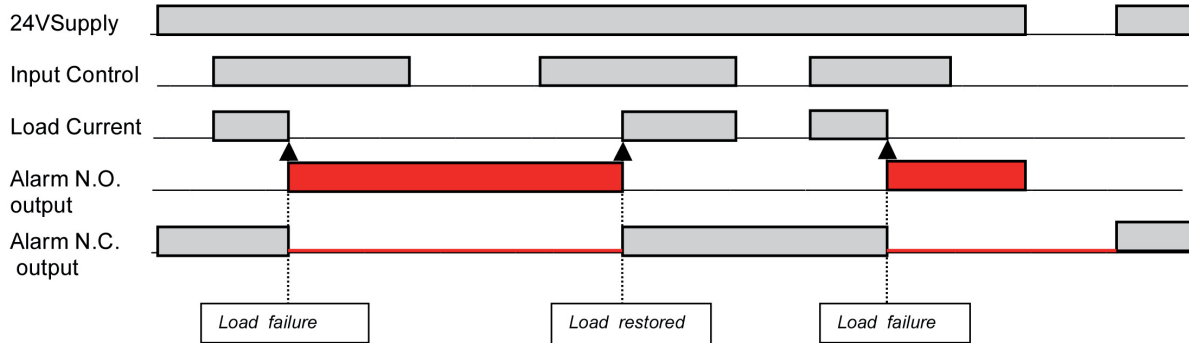 24VSupply
Input Control
Load Current
Alarm N.O.
output
Alarm N.C.
output
Load failure
Load restored
Load failure